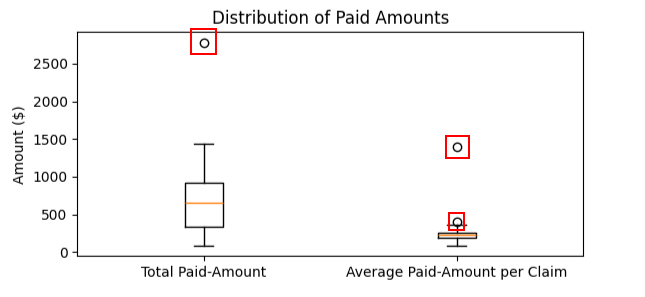 Distribution of Paid Amounts
Amount ($)
2500
2000
1500
1000
500
0
Total Paid-Amount
Average Paid-Amount per Claim